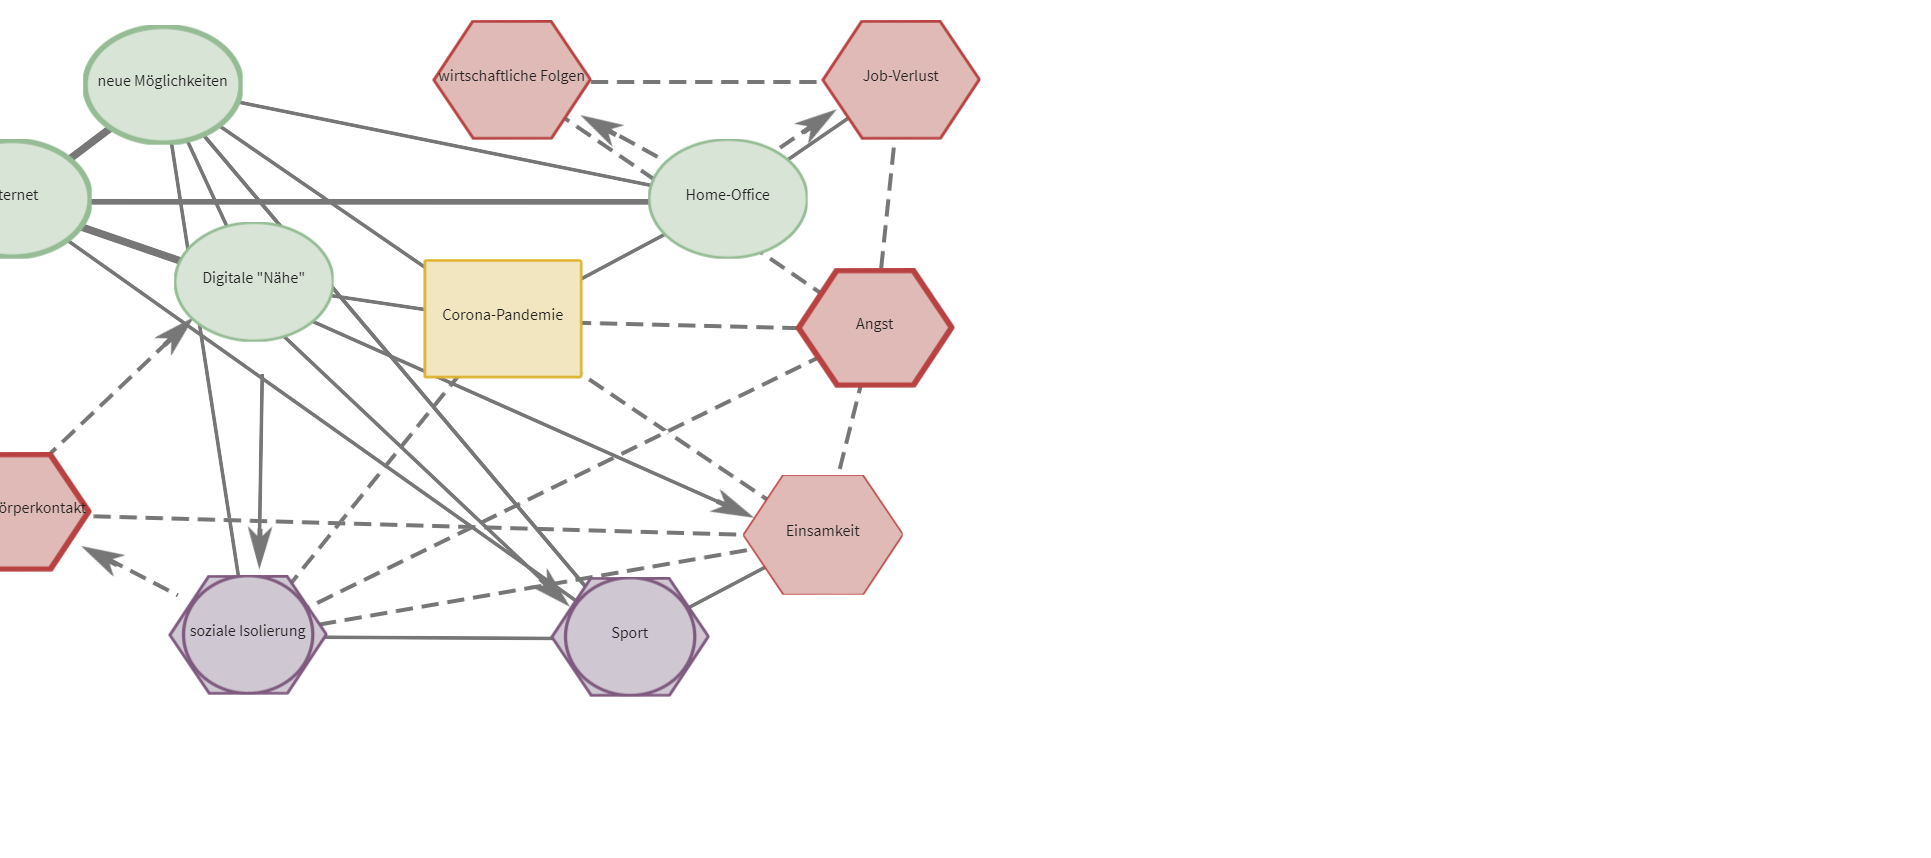 wirtschaftliche Folgen
Job-Verlust
neue Möglichkeiten
ternet
Home-Office
Digitale "Nähe"
Corona-Pandemie
Angst
örperkontakt
Einsamkeit
soziale Isolierung
Sport